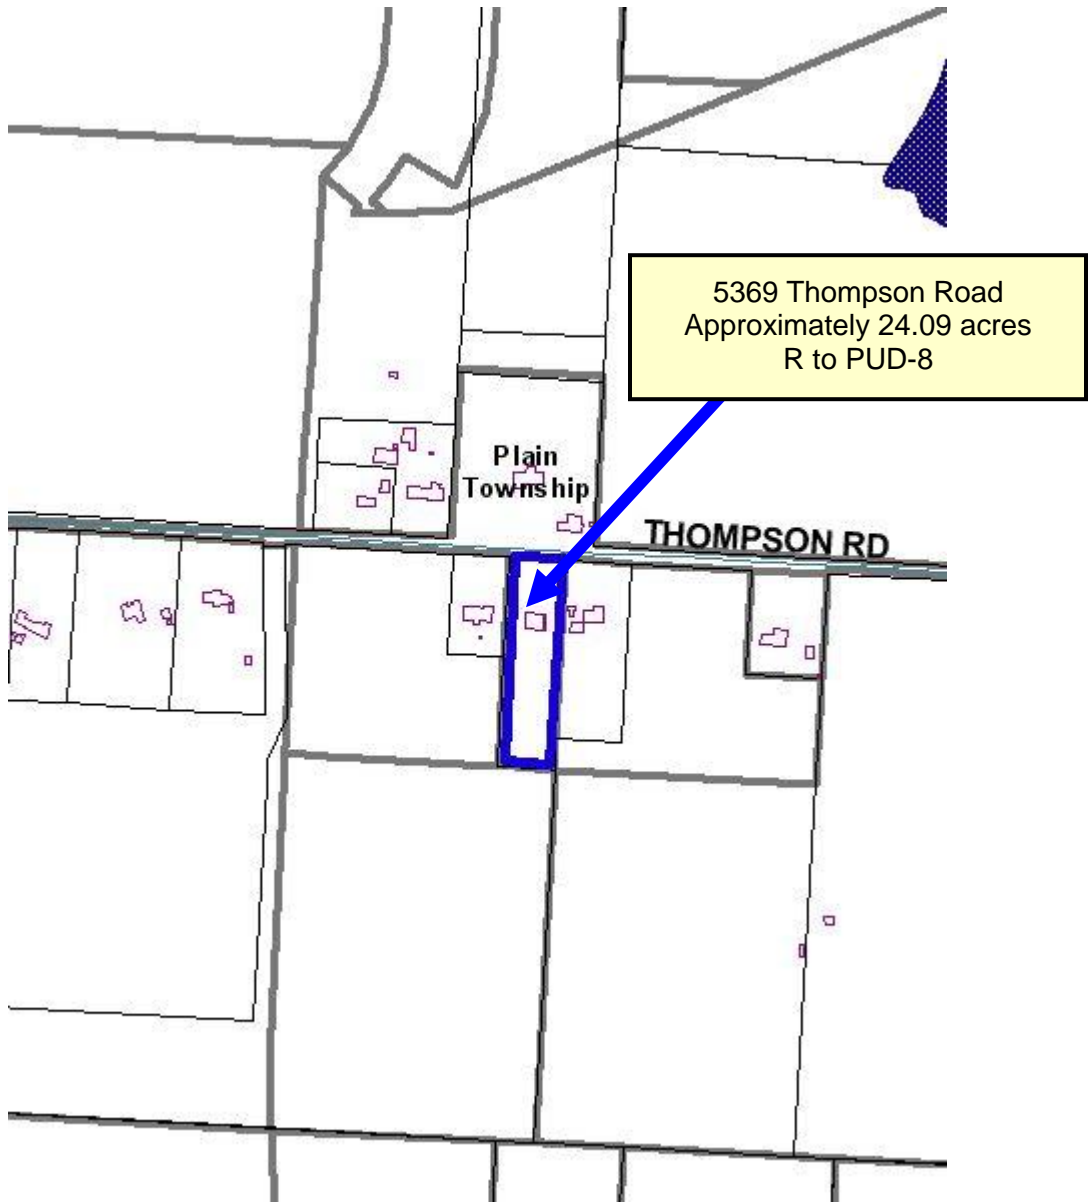 5369 Thompson Road
Approximately 24.09 acres
R to PUD-8
Plain
Township
THOMPSON RD